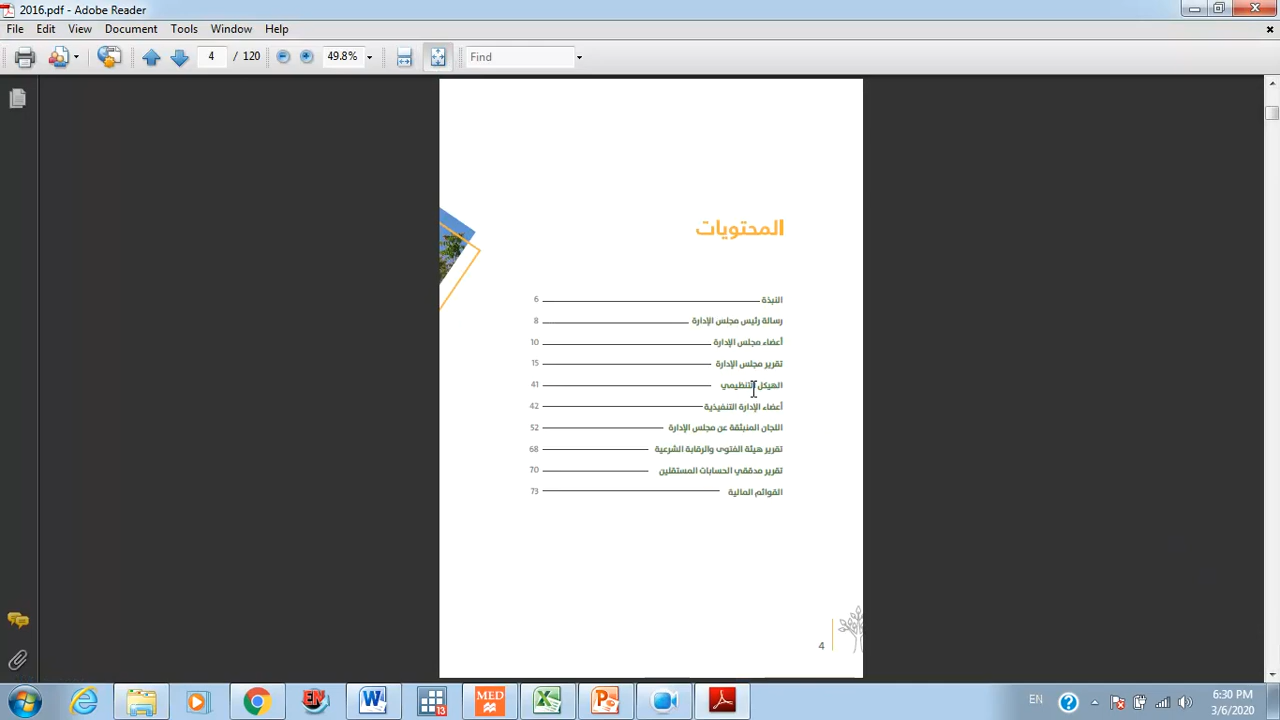 2016.pdf - Adobe Reader
File Edit View Document Tools Window Help
4 / 120 49.8% Find
المحتويات
النبذة 6
رسالة رئيس مجلس الإدارة 8
أعضاء مجلس الإدارة 10
تقرير مجلس الإدارة 15
الهيكل التنظيمي 41
أعضاء الإدارة التنفيذية 42
اللجان المنبثقة عن مجلس الإدارة 52
تقرير هيئة الفتوى والرقابة الشرعية 68
تقرير مدققي الحسابات المستقلين 70
القوائم المالية 73
4
13
MED
EN
6:30 PM
3/6/2020